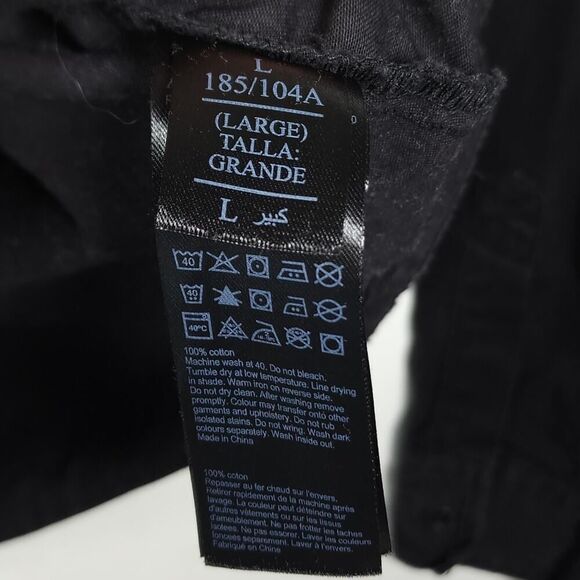 L
185/104A
(LARGE)
TALLA:
GRANDE
L كبير
40
40
40°C
100% cotton
Machine wash at 40. Do not bleach.
Tumble dry at low temperature. Line drying
in shade. Warm iron on reverse side.
Do not dry clean. After washing remove
promptly. Colour may transfer onto other
garments and upholstery. Do not rub
isolated stains. Do not wring. Wash dark
colours separately. Wash inside out.
Made in China
100% coton
Repasser au fer chaud sur l'envers.
Retirer rapidement de la machine après
lavage. La couleur peut déteindre sur
d'autres vêtements ou sur les tissus
d'ameublement. Ne pas frotter les taches
isolées. Ne pas essorer. Laver les couleurs
foncées séparément. Laver à l'envers.
Fabriqué en Chine